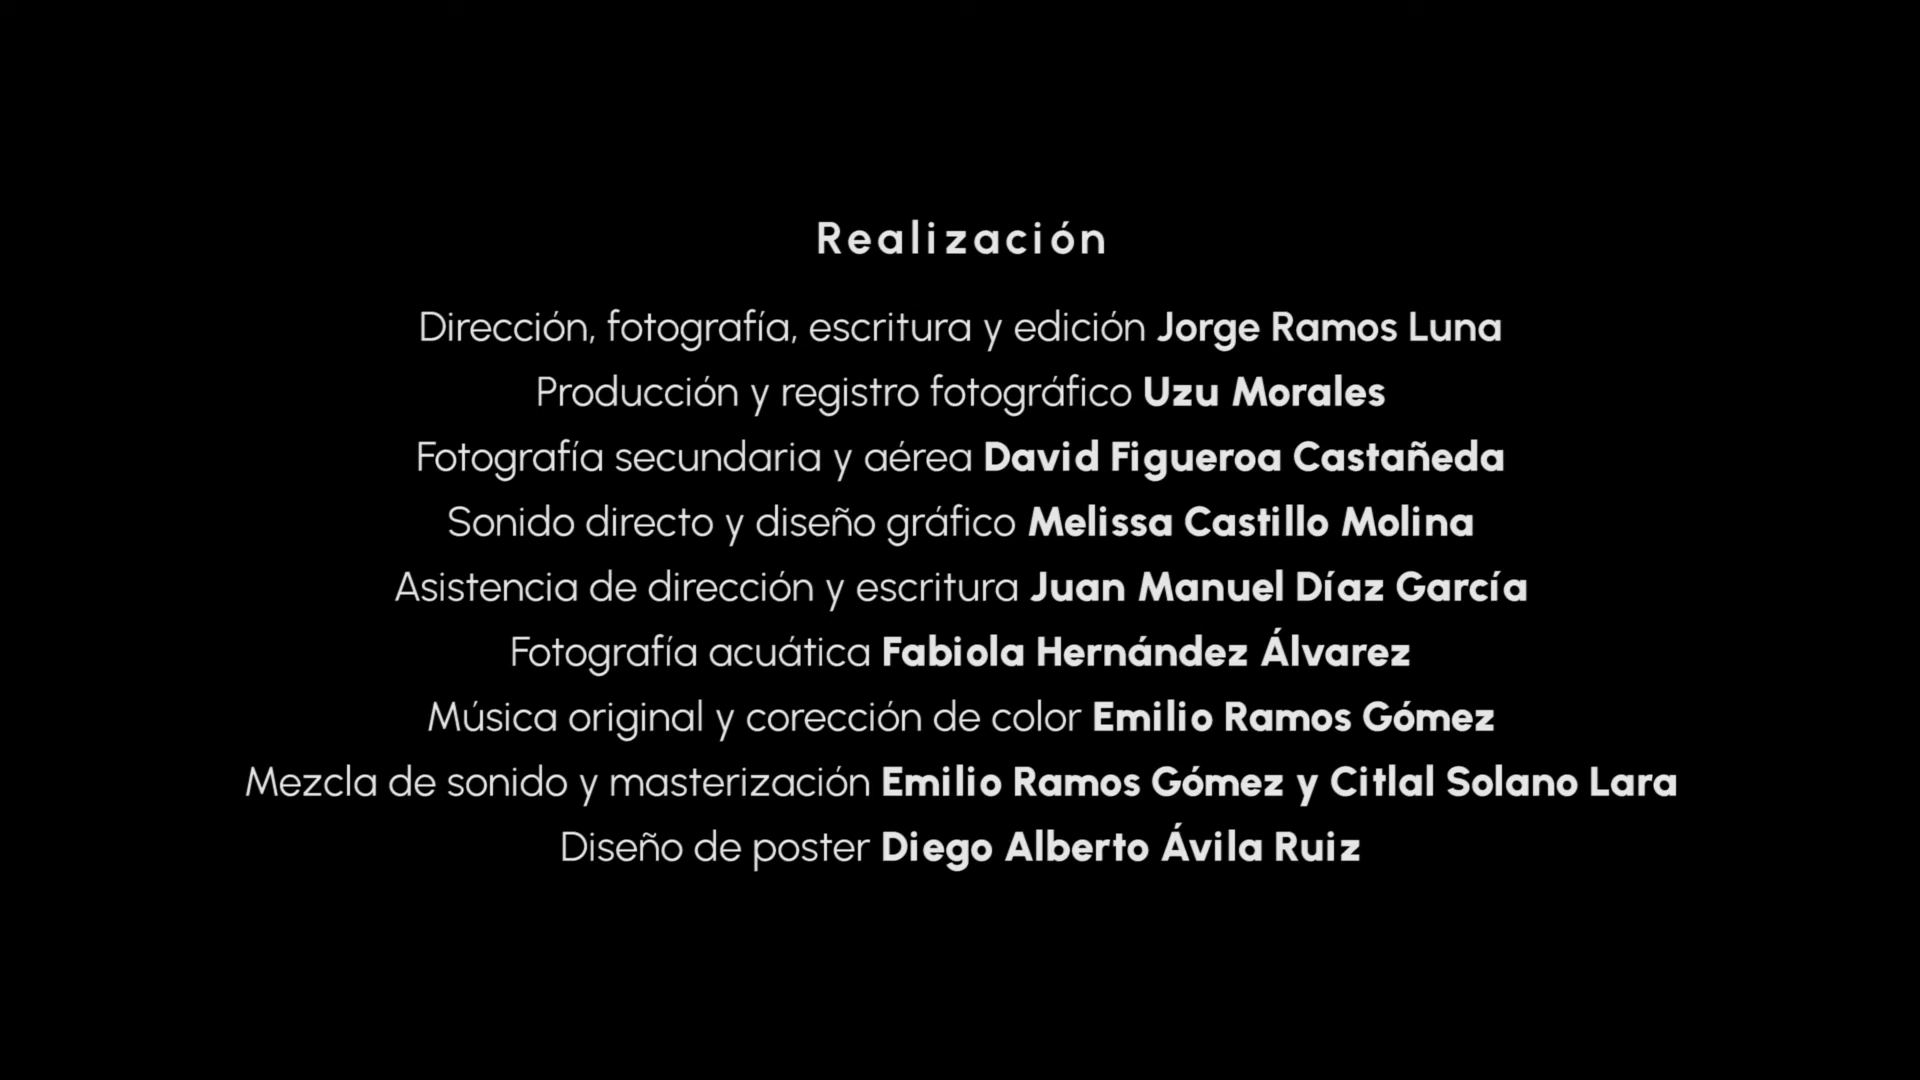 Realización
Dirección, fotografía, escritura y edición Jorge Ramos Luna
Producción y registro fotográfico Uzu Morales
Fotografía secundaria y aérea David Figueroa Castañeda
Sonido directo y diseño gráfico Melissa Castillo Molina
Asistencia de dirección y escritura Juan Manuel Díaz García
Fotografía acuática Fabiola Hernández Álvarez
Música original y corección de color Emilio Ramos Gómez
Mezcla de sonido y masterización Emilio Ramos Gómez y Citlal Solano Lara
Diseño de poster Diego Alberto Ávila Ruiz